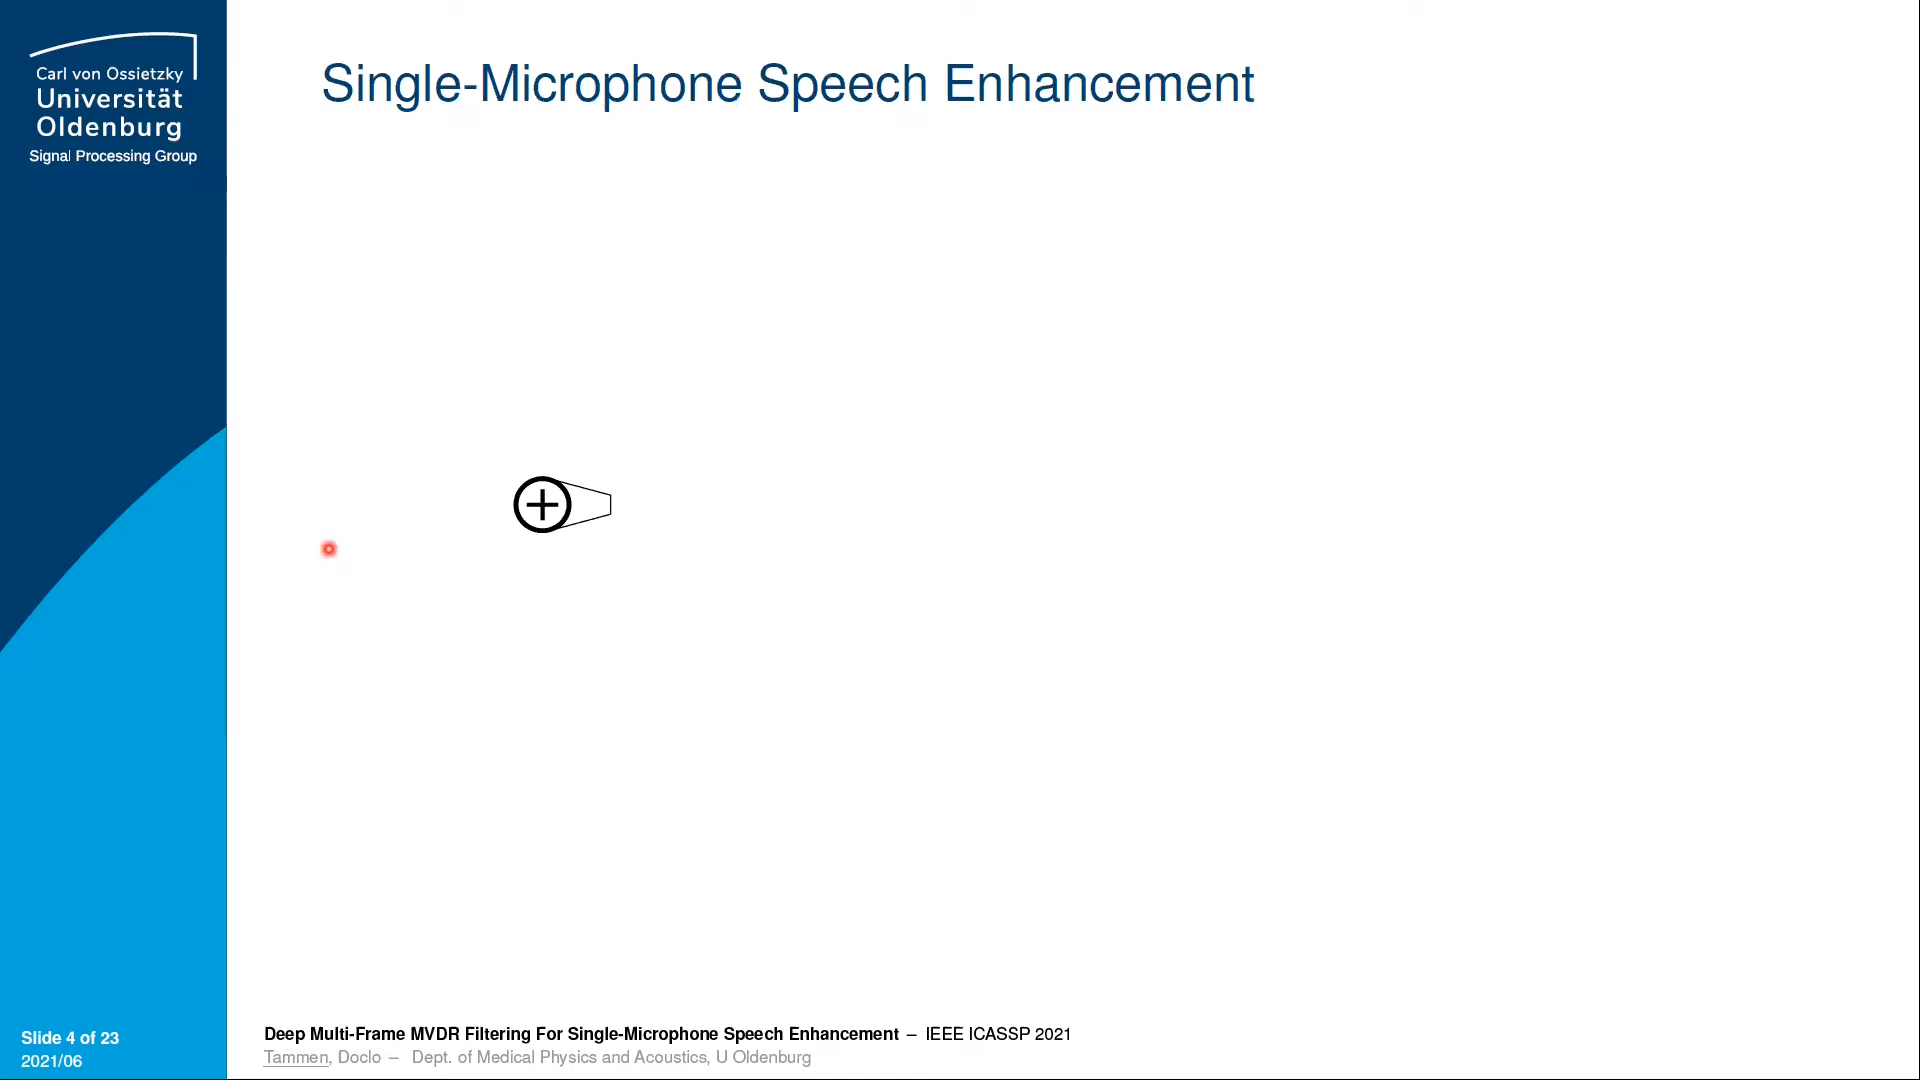 Carl von Ossietzky
Universität
Oldenburg
Signal Processing Group
Single-Microphone Speech Enhancement
Slide 4 of 23
2021/06
Deep Multi-Frame MVDR Filtering For Single-Microphone Speech Enhancement – IEEE ICASSP 2021
Tammen, Doclo – Dept. of Medical Physics and Acoustics, U Oldenburg